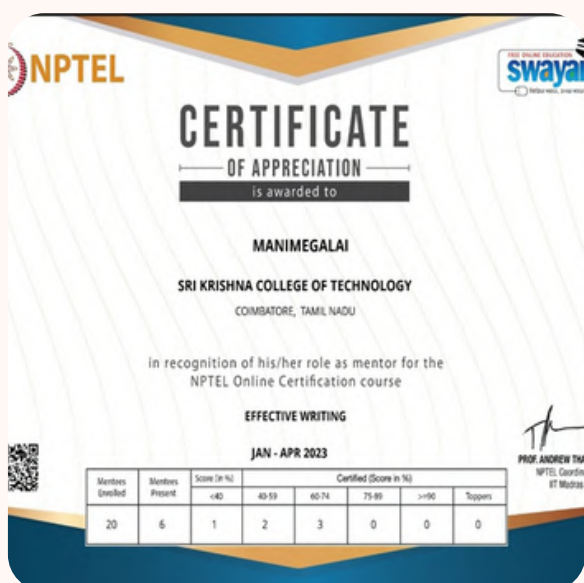 NPTEL
FREE ONLINE EDUCATION
CERTIFICATE
OF APPRECIATION
is awarded to
MANIMEGALAI
SRI KRISHNA COLLEGE OF TECHNOLOGY
COIMBATORE, TAMIL NADU
in recognition of his/her role as mentor for the
NPTEL Online Certification course
EFFECTIVE WRITING
JAN - APR 2023
PROF. ANDREW
NPTEL
IIT Madras
Mentees Enrolled Mentees Present Score (in %) Certified (Score in %)
<40 40-59 60-74 75-89 >=90 Toppers
20 6 1 2 3 0 0 0